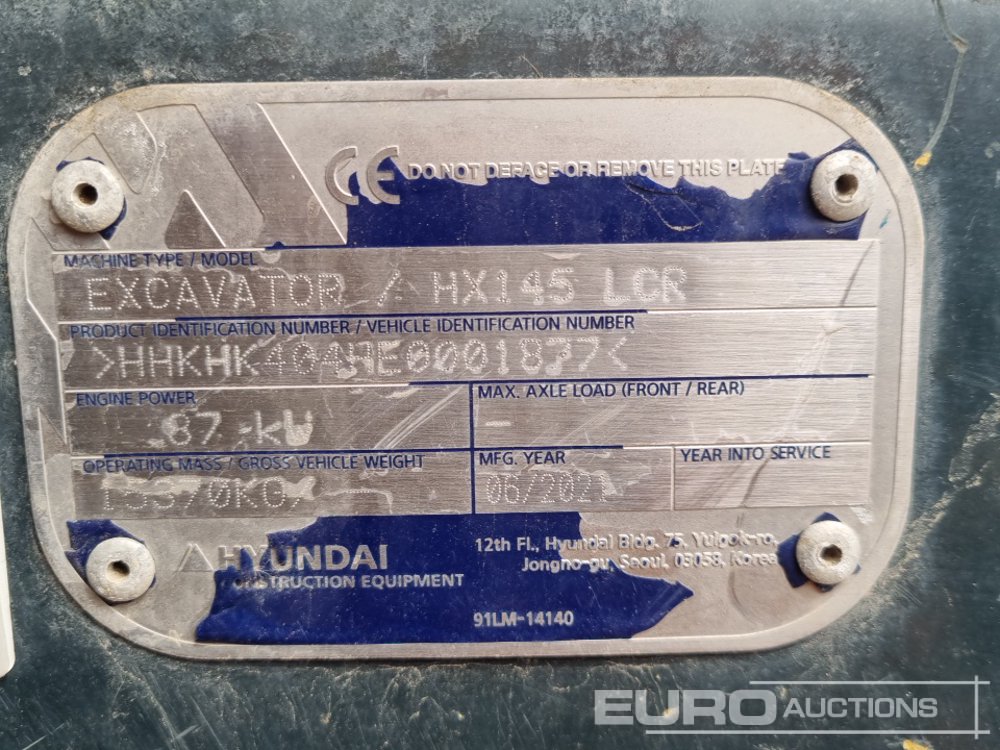 CE DO NOT DEFACE OR REMOVE THIS PLATE
MACHINE TYPE / MODEL
EXCAVATOR / HX145 LCR
PRODUCT IDENTIFICATION NUMBER / VEHICLE IDENTIFICATION NUMBER
ENGINE POWER
87 kW
MAX. AXLE LOAD (FRONT / REAR)
-
OPERATING MASS / GROSS VEHICLE WEIGHT
MFG. YEAR
06/2021
YEAR INTO SERVICE
HYUNDAI
CONSTRUCTION EQUIPMENT
12th Fl., Hyundai Bldg. 75, Yulgok-ro,
Jongno-gu, Seoul, 03058, Korea
91LM-14140
EURO AUCTIONS